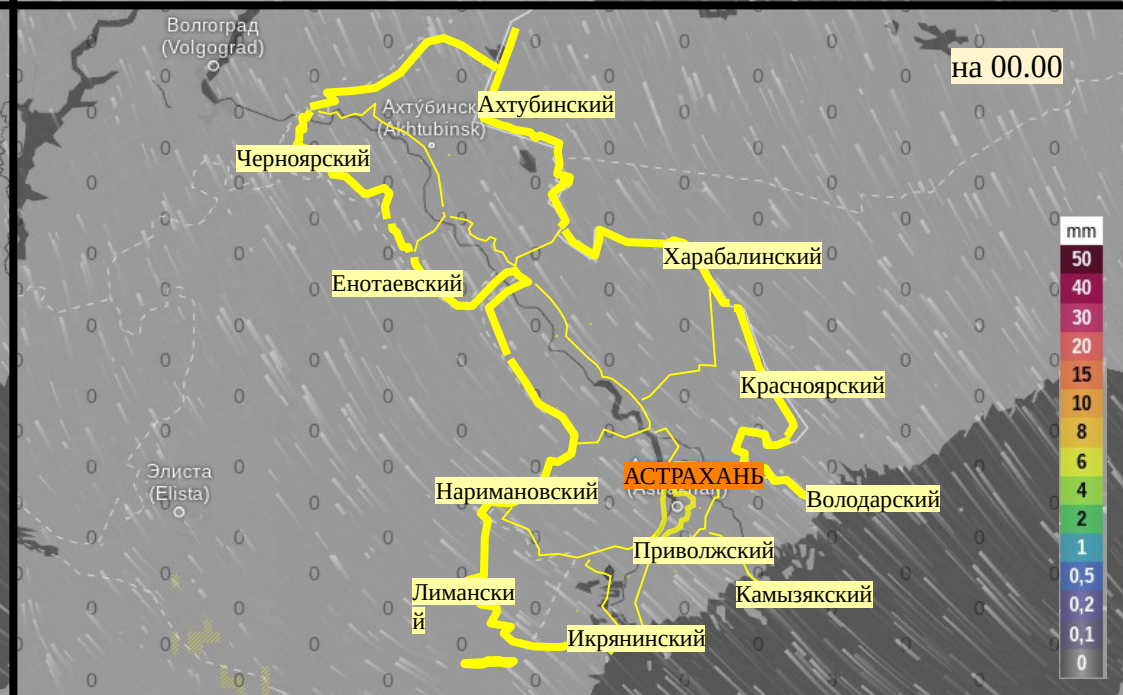 Волгоград
(Volgograd)
на 00.00
Ахтубинск
Ахтубинский
(Akhtubinsk)
Черноярский
mm
Харабалинский
50
Енотаевский
40
30
20
15
Красноярский
10
8
6
Элиста
(Elista)
АСТРАХАНЬ
4
Наримановский
Володарский
2
Приволжский
1
0,5
Лимански
й
Камызякский
0,2
Икрянинский
0,1
0